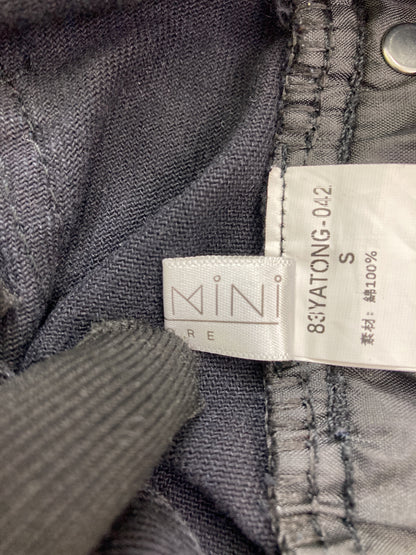 MiNi
RE
83YATONG-042
S
素材: 綿100%